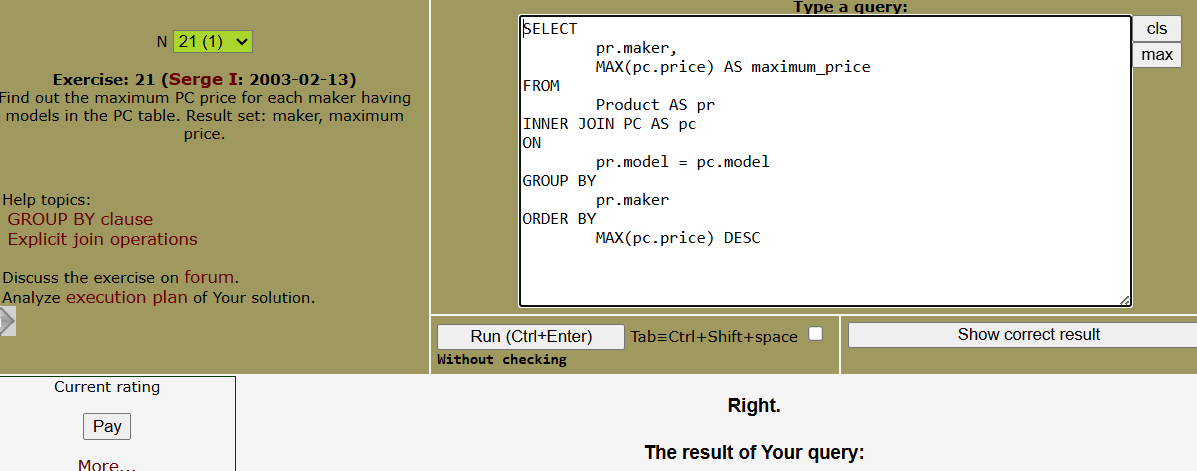 N 21 (1)
Exercise: 21 (Serge I: 2003-02-13)
Find out the maximum PC price for each maker having
models in the PC table. Result set: maker, maximum
price.
Help topics:
GROUP BY clause
Explicit join operations
Discuss the exercise on forum.
Analyze execution plan of Your solution.
Type a query:
SELECT
pr.maker,
MAX(pc.price) AS maximum_price
FROM
Product AS pr
INNER JOIN PC AS pc
ON
pr.model = pc.model
GROUP BY
pr.maker
ORDER BY
MAX(pc.price) DESC
cls
max
Run (Ctrl+Enter) Tab≡Ctrl+Shift+space
Without checking
Show correct result
Current rating
Pay
More...
Right.
The result of Your query: